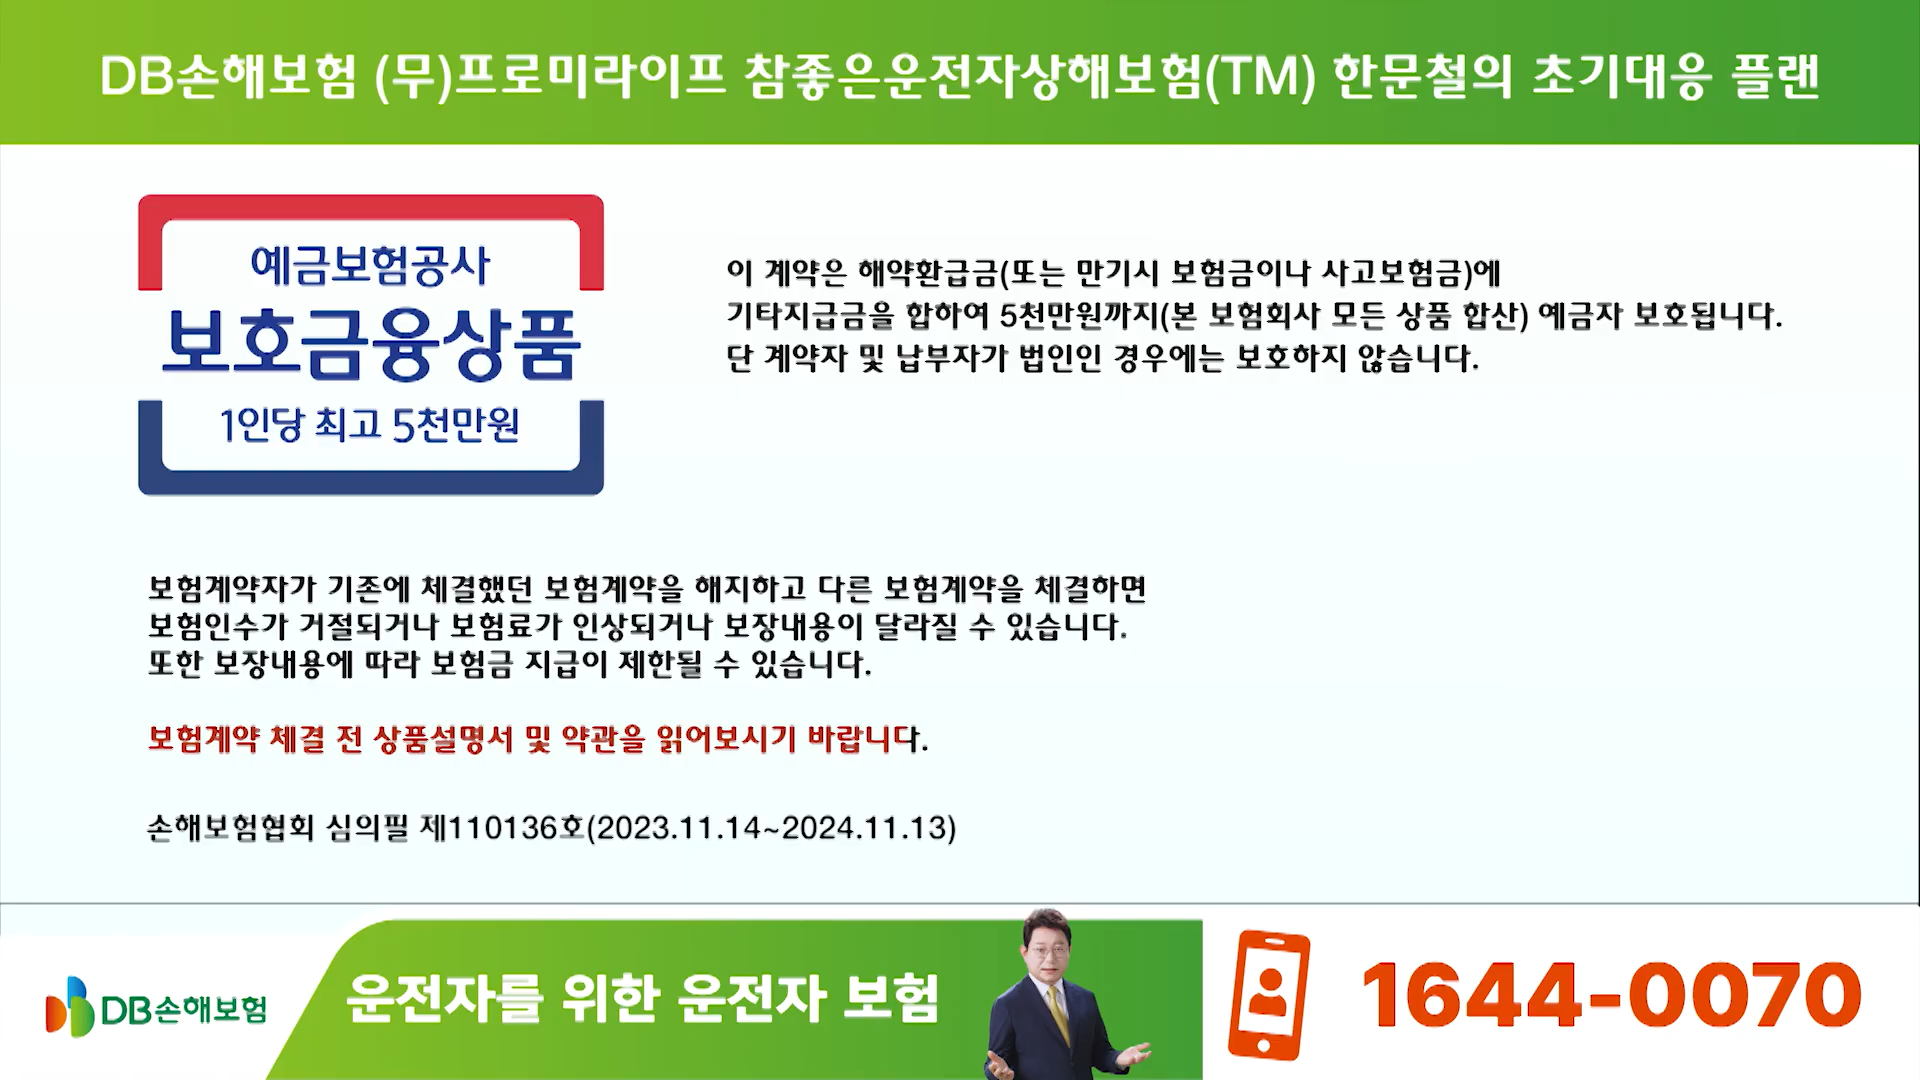 DB손해보험 (무)프로미라이프 참좋은운전자상해보험(TM) 한문철의 초기대응 플랜
예금보험공사
보호금융상품
1인당 최고 5천만원
이 계약은 해약환급금(또는 만기시 보험금이나 사고보험금)에
기타지급금을 합하여 5천만원까지(본 보험회사 모든 상품 합산) 예금자 보호됩니다.
단 계약자 및 납부자가 법인인 경우에는 보호하지 않습니다.
보험계약자가 기존에 체결했던 보험계약을 해지하고 다른 보험계약을 체결하면
보험인수가 거절되거나 보험료가 인상되거나 보장내용이 달라질 수 있습니다.
또한 보장내용에 따라 보험금 지급이 제한될 수 있습니다.
보험계약 체결 전 상품설명서 및 약관을 읽어보시기 바랍니다.
손해보험협회 심의필 제110136호(2023.11.14~2024.11.13)
DB손해보험
운전자를 위한 운전자 보험
1644-0070